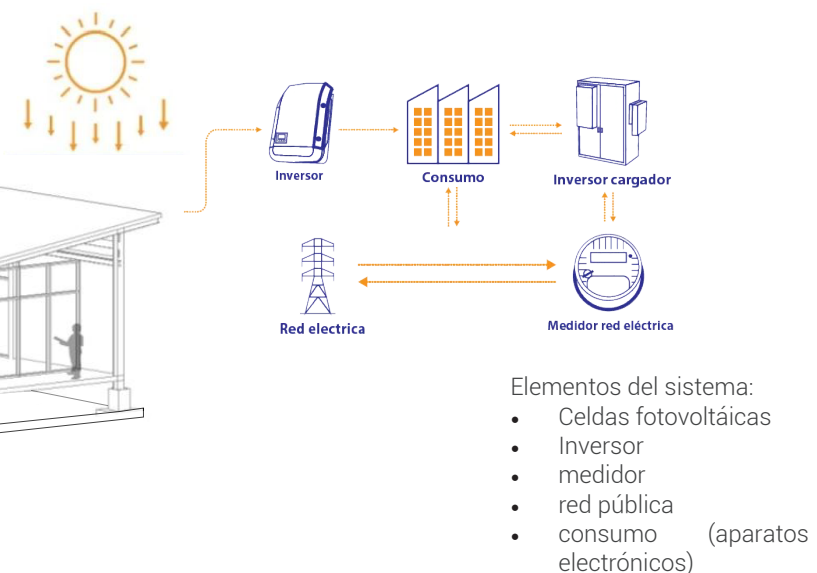 Inversor
Consumo
Inversor cargador
Red electrica
Medidor red eléctrica
Elementos del sistema:
• Celdas fotovoltáicas
• Inversor
• medidor
• red pública
• consumo (aparatos
electrónicos)